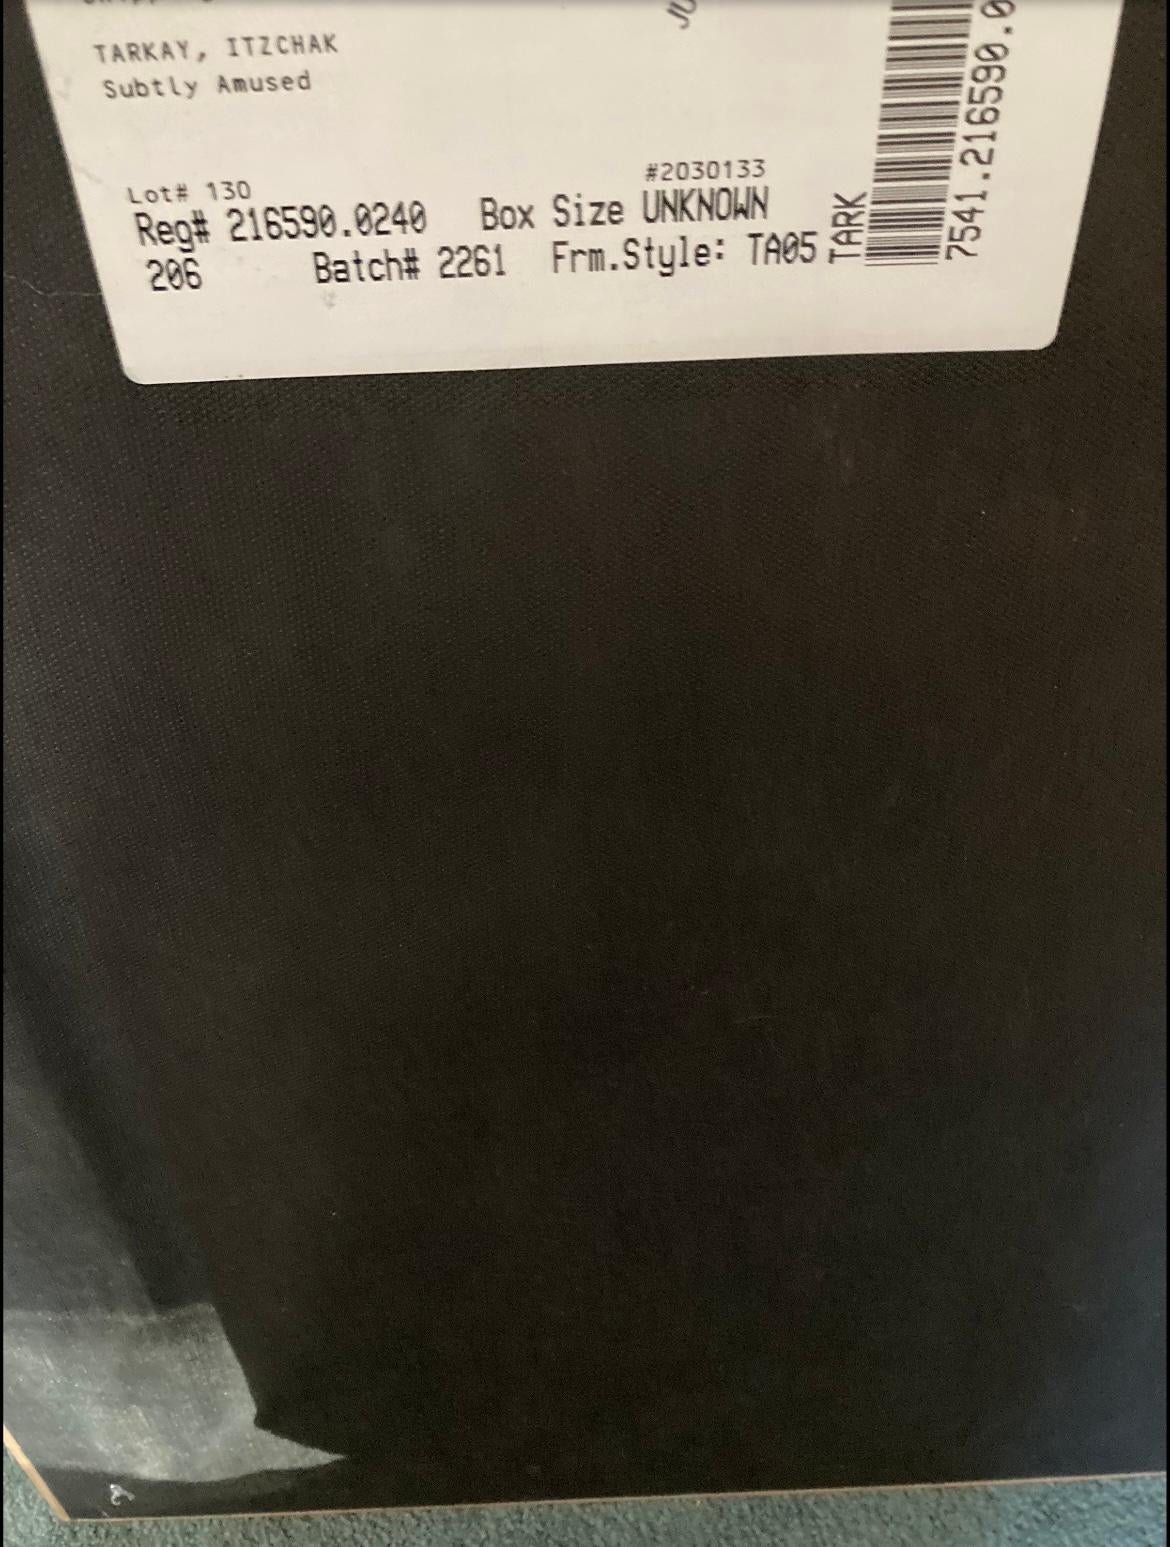 TARKAY, ITZCHAK
Subtly Amused
#2030133
Lot# 130
Reg# 216590.0240 Box Size UNKNOWN
206 Batch# 2261 Frm.Style: TA05
TARK
7541.216590.0